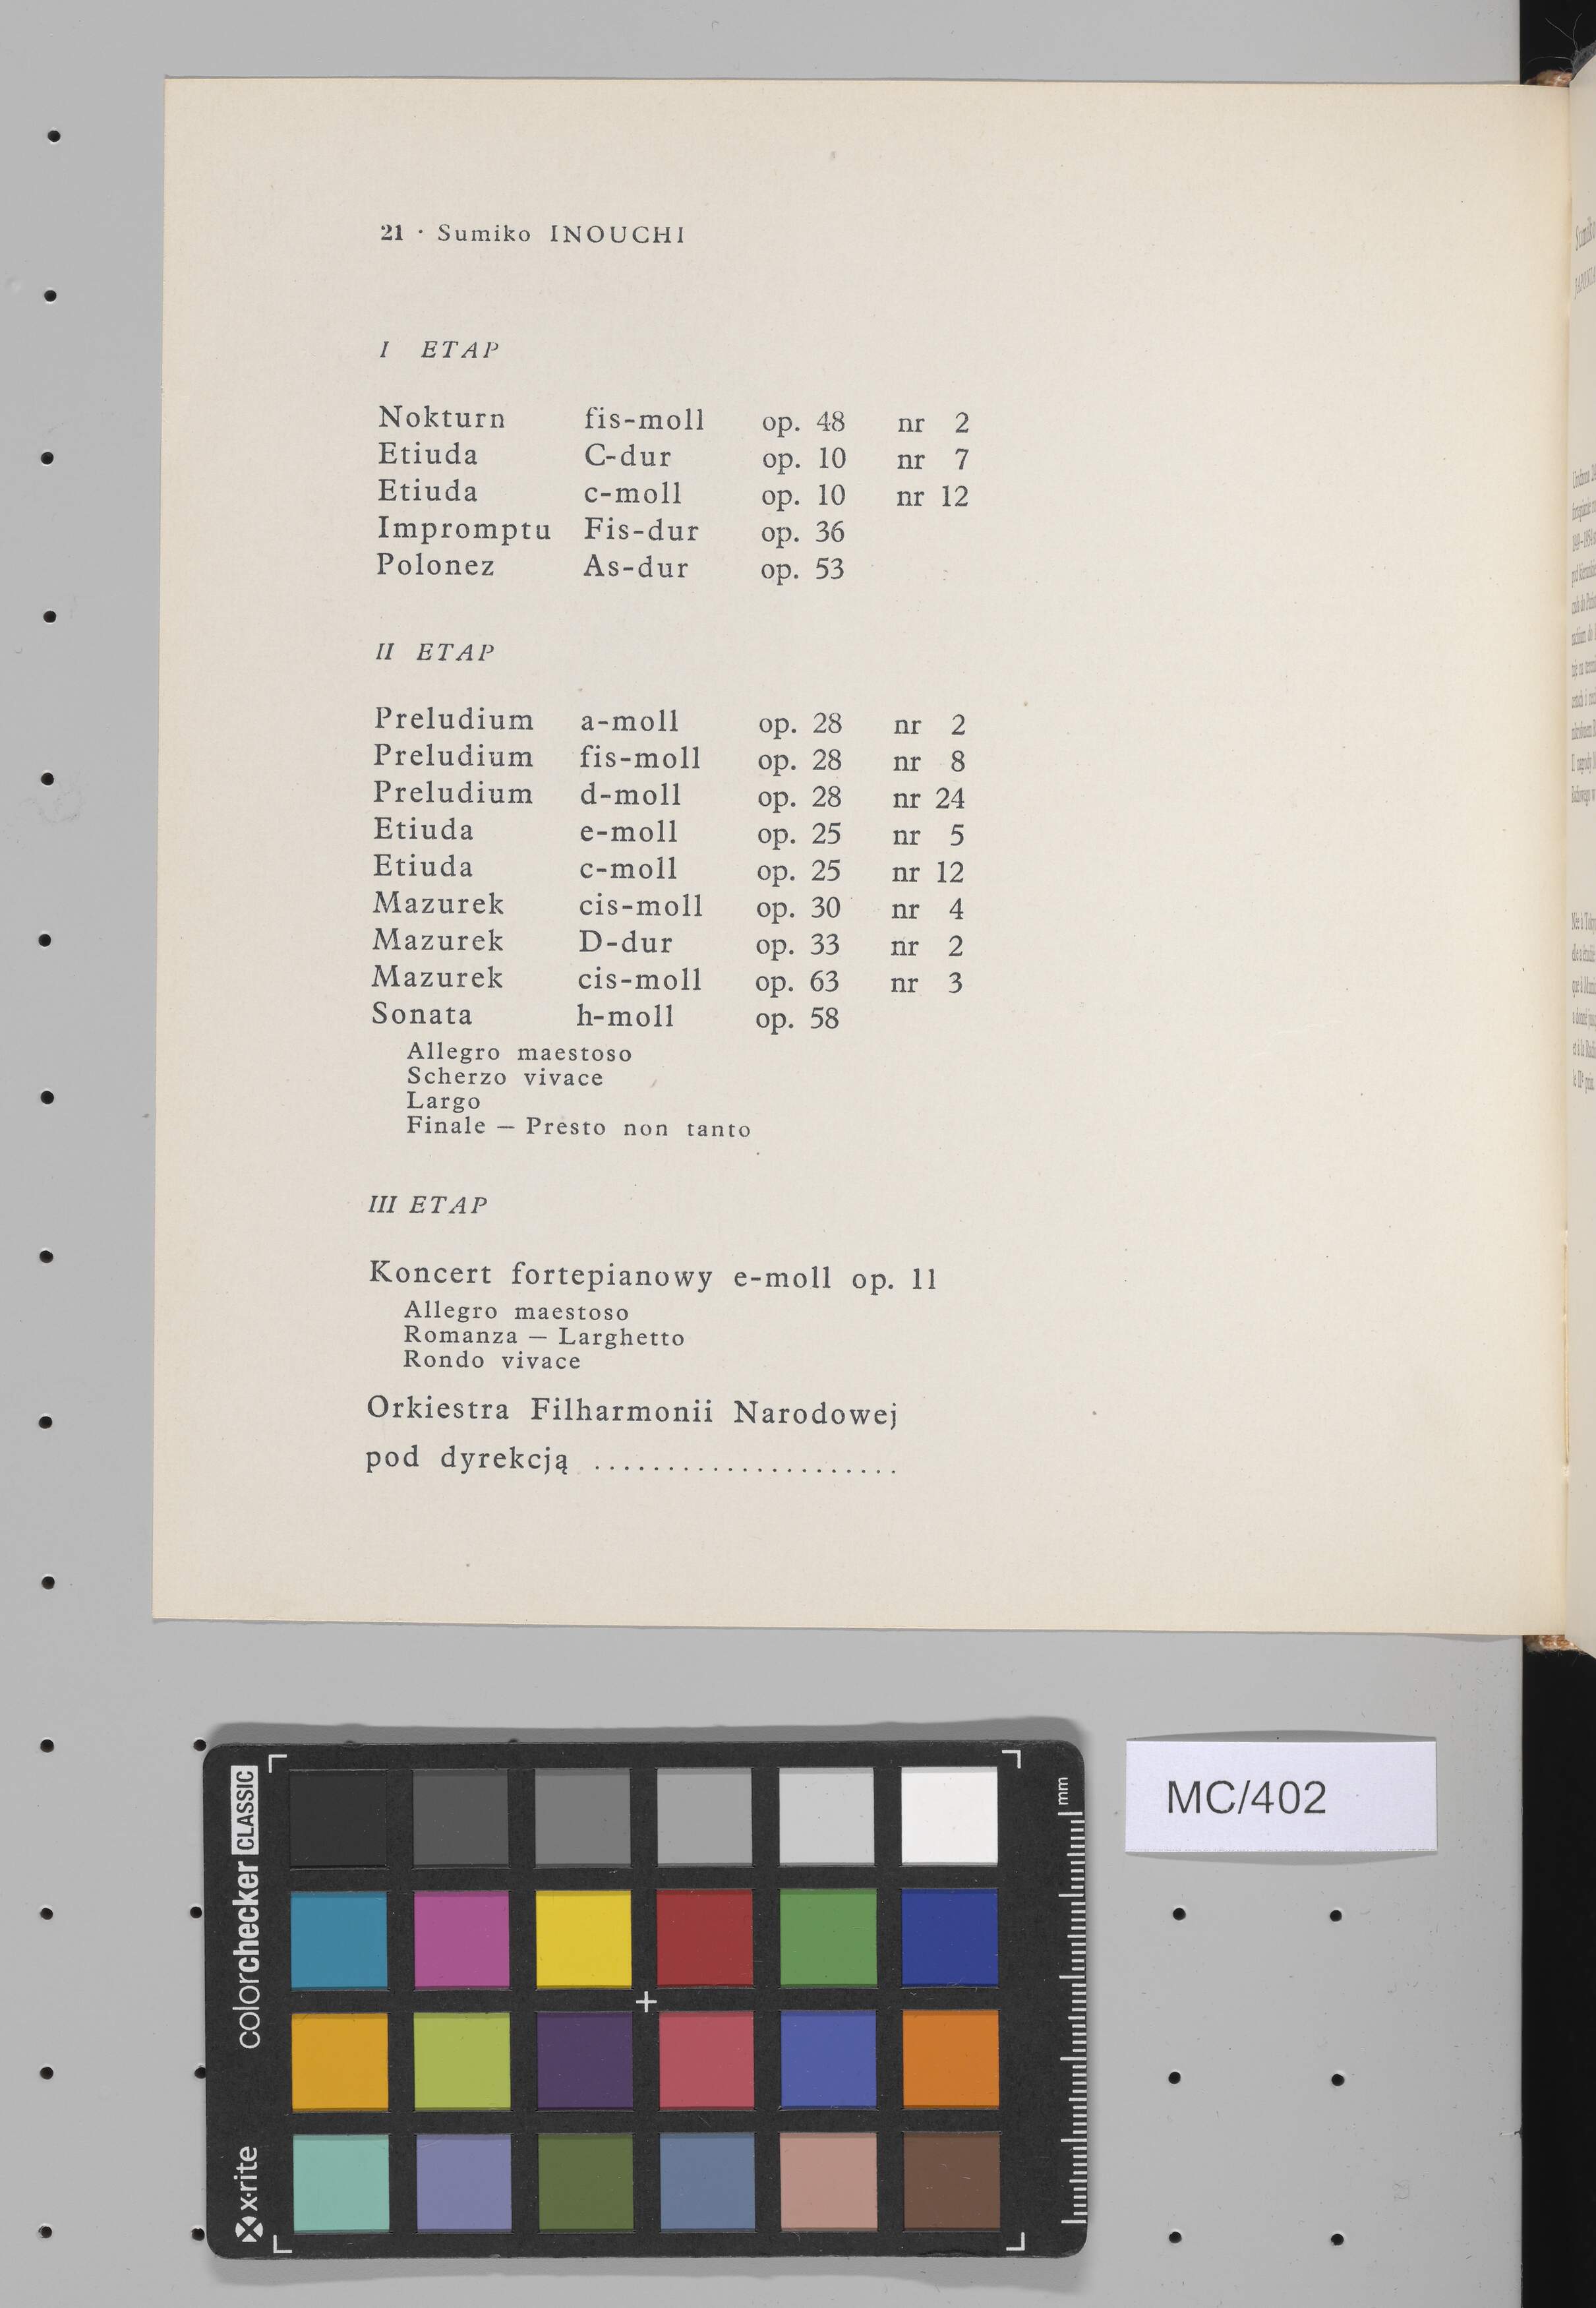 21 · Sumiko INOUCHI
I ETAP
Nokturn fis-moll op. 48 nr 2
Etiuda C-dur op. 10 nr 7
Etiuda c-moll op. 10 nr 12
Impromptu Fis-dur op. 36
Polonez As-dur op. 53
II ETAP
Preludium a-moll op. 28 nr 2
Preludium fis-moll op. 28 nr 8
Preludium d-moll op. 28 nr 24
Etiuda e-moll op. 25 nr 5
Etiuda c-moll op. 25 nr 12
Mazurek cis-moll op. 30 nr 4
Mazurek D-dur op. 33 nr 2
Mazurek cis-moll op. 63 nr 3
Sonata h-moll op. 58
Allegro maestoso
Scherzo vivace
Largo
Finale — Presto non tanto
III ETAP
Koncert fortepianowy e-moll op. 11
Allegro maestoso
Romanza — Larghetto
Rondo vivace
Orkiestra Filharmonii Narodowej
pod dyrekcją .....................
MC/402
x·rite colorchecker CLASSIC
mm